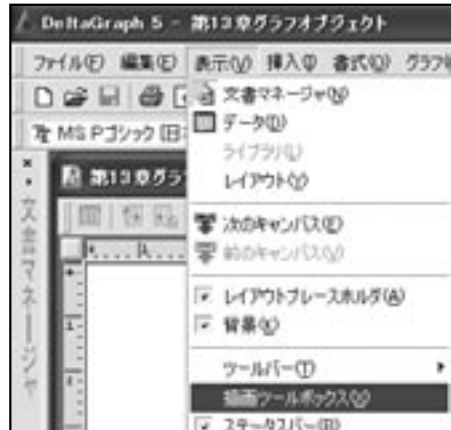 DeltaGraph 5 - 第13章グラフオブジェクト
ファイル(F) 編集(E) 表示(V) 挿入(I) 書式(O) グラフ
文書マネージャ(N)
データ(D)
ライブラリ(L)
レイアウト(Y)
次のキャンバス(E)
前のキャンバス(V)
レイアウトプレースホルダ(A)
背景(K)
ツールバー(T)
描画ツールボックス(X)
ステータスバー(B)
MS Pゴシック (日
第13章グラ
文書マネージャ